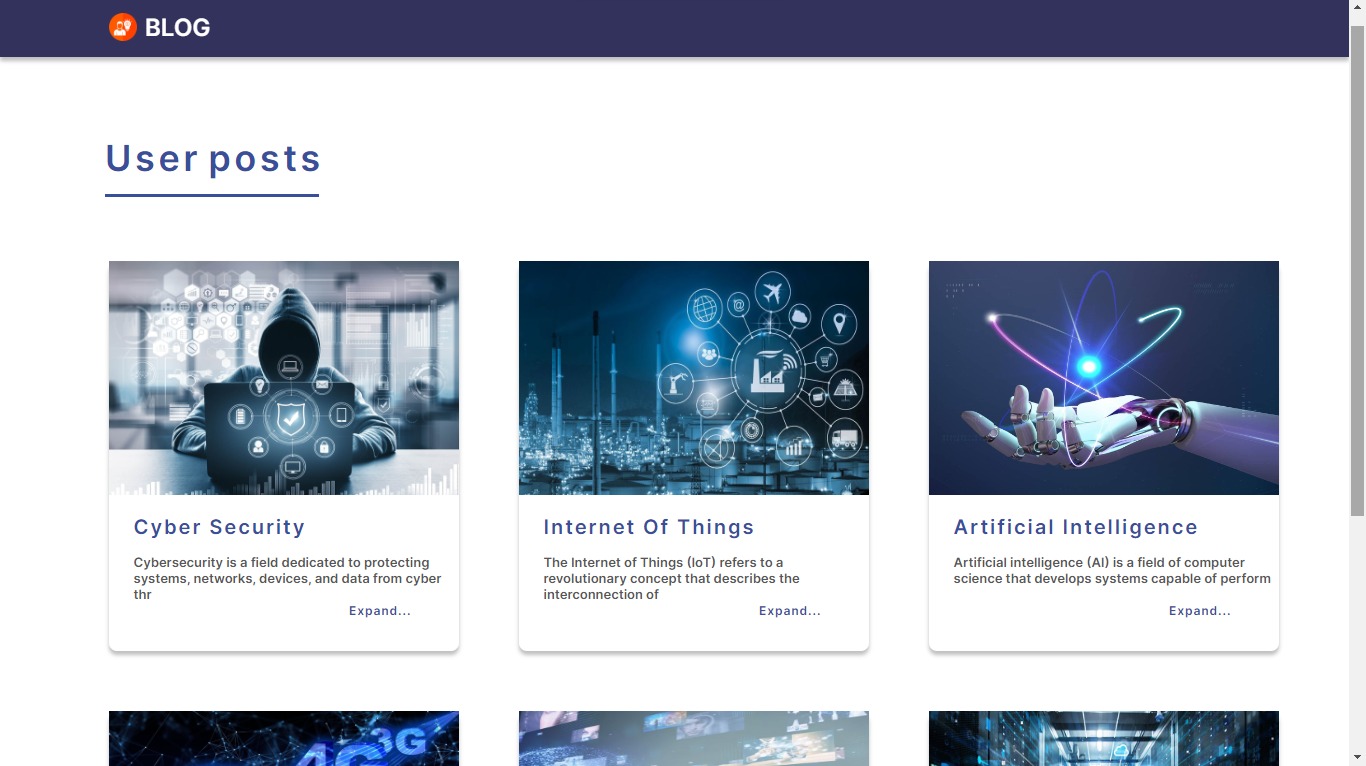 BLOG
User posts
Cyber Security
Cybersecurity is a field dedicated to protecting
systems, networks, devices, and data from cyber
thr
Expand...
Internet Of Things
The Internet of Things (IoT) refers to a
revolutionary concept that describes the
interconnection of
Expand...
Artificial Intelligence
Artificial intelligence (AI) is a field of computer
science that develops systems capable of perform
Expand...
4G
3G